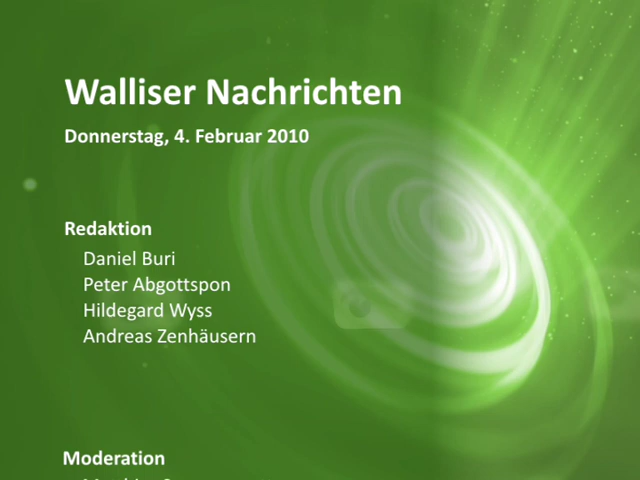 Walliser Nachrichten
Donnerstag, 4. Februar 2010
Redaktion
Daniel Buri
Peter Abgottspon
Hildegard Wyss
Andreas Zenhäusern
Moderation